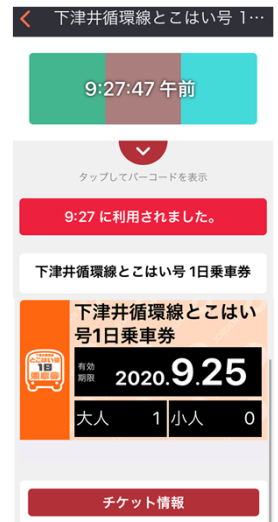 下津井循環線とこはい号 1…
9:27:47 午前
タップしてバーコードを表示
9:27 に利用されました。
下津井循環線とこはい号 1日乗車券
下津井循環線とこはい
号1日乗車券
とこはい号
1日
乗車券
有効
期限
2020.9.25
大人 1 小人 0
チケット情報